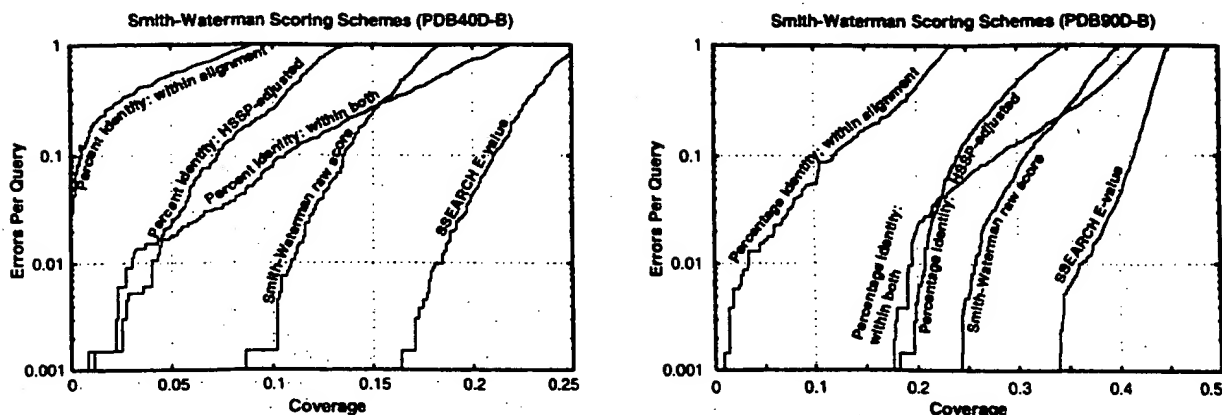 Smith-Waterman Scoring Schemes (PDB40D-B)
Errors Per Query
1
0.1
0.01
0.001
Percent Identity: within alignment
Percent Identity: HSSP-adjusted
Percent Identity: within both
Smith-Waterman raw score
SSEARCH E-value
0 0.05 0.1 0.15 0.2 0.25
Coverage
Smith-Waterman Scoring Schemes (PDB90D-B)
Errors Per Query
1
0.1
0.01
0.001
Percentage Identity: within alignment
Percentage Identity:
within both
Percentage Identity: HSSP-adjusted
Smith-Waterman raw score
SSEARCH E-value
0 0.1 0.2 0.3 0.4 0.5
Coverage